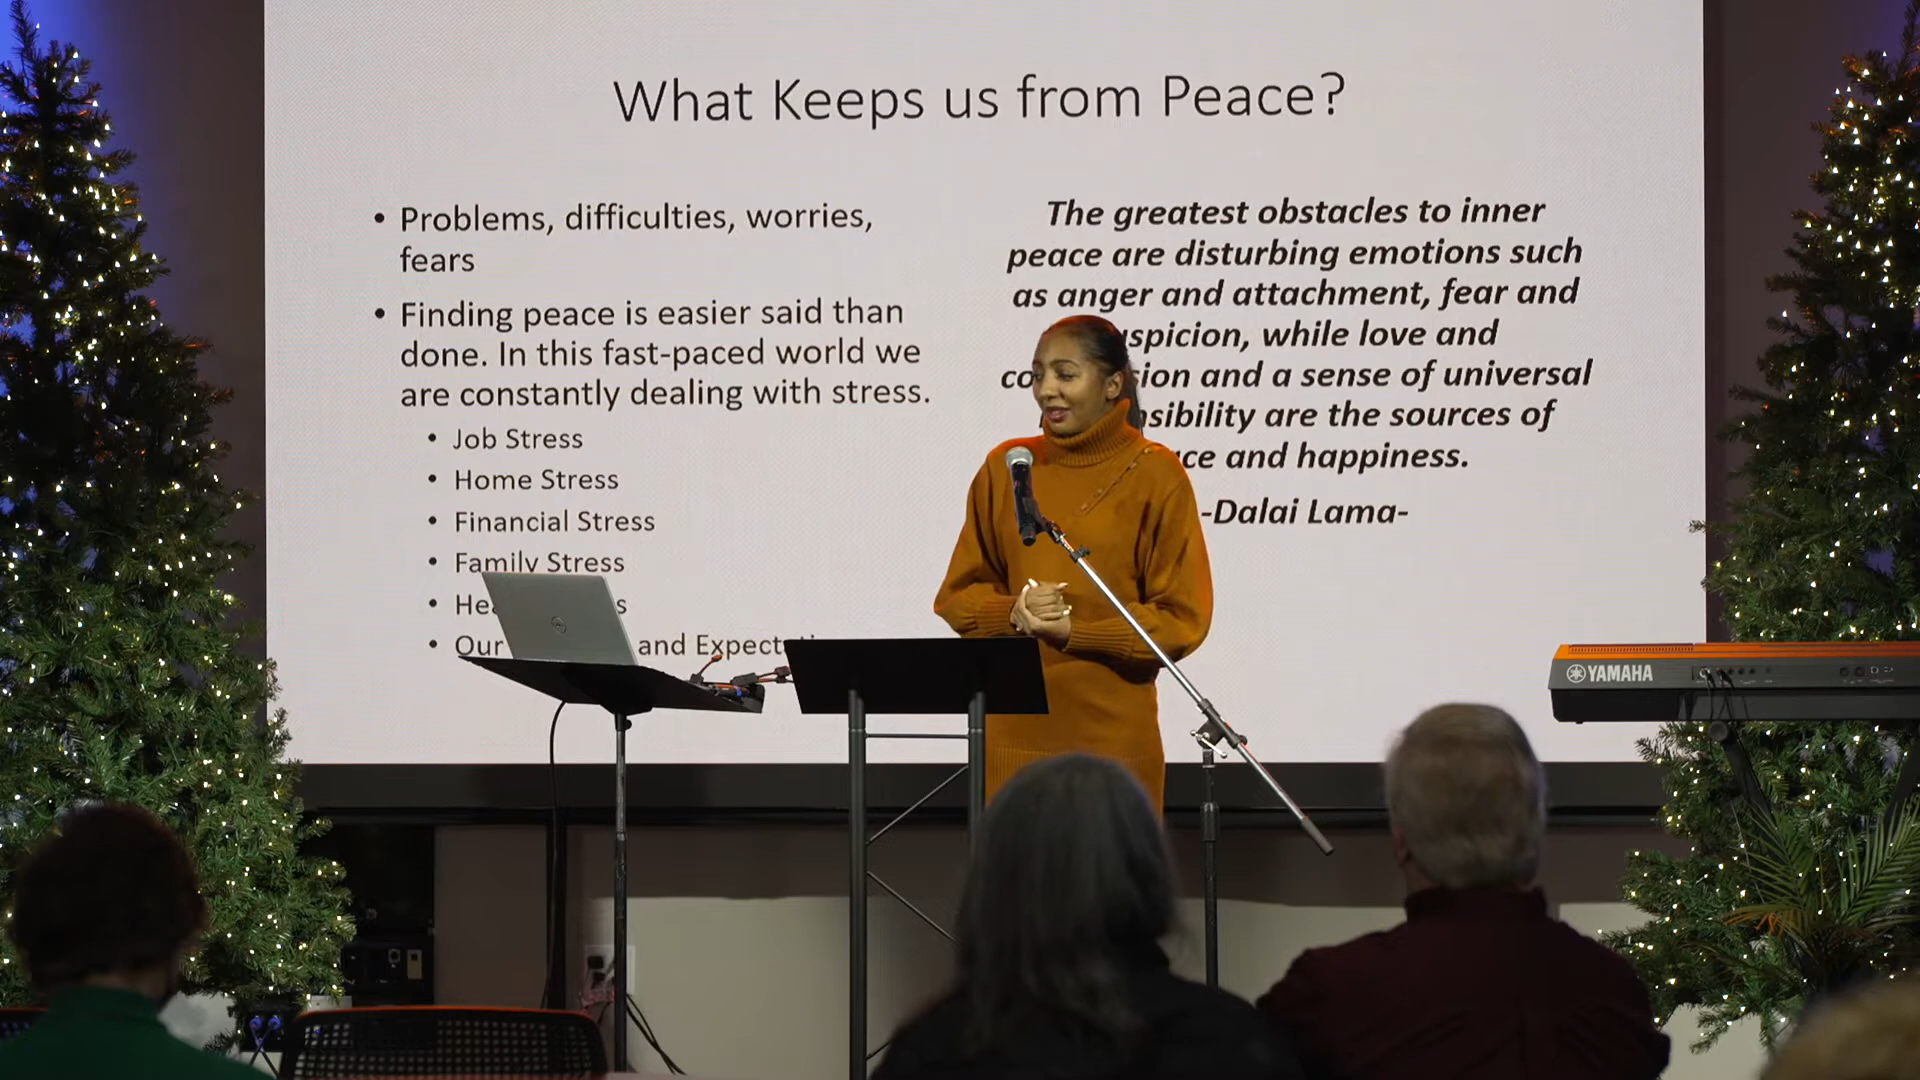 What Keeps us from Peace?
• Problems, difficulties, worries,
fears
• Finding peace is easier said than
done. In this fast-paced world we
are constantly dealing with stress.
• Job Stress
• Home Stress
• Financial Stress
• Family Stress
• Our and
The greatest obstacles to inner
peace are disturbing emotions such
as anger and attachment, fear and
while love and
and a sense of universal
are the sources of
and happiness.
-Dalai Lama-
YAMAHA